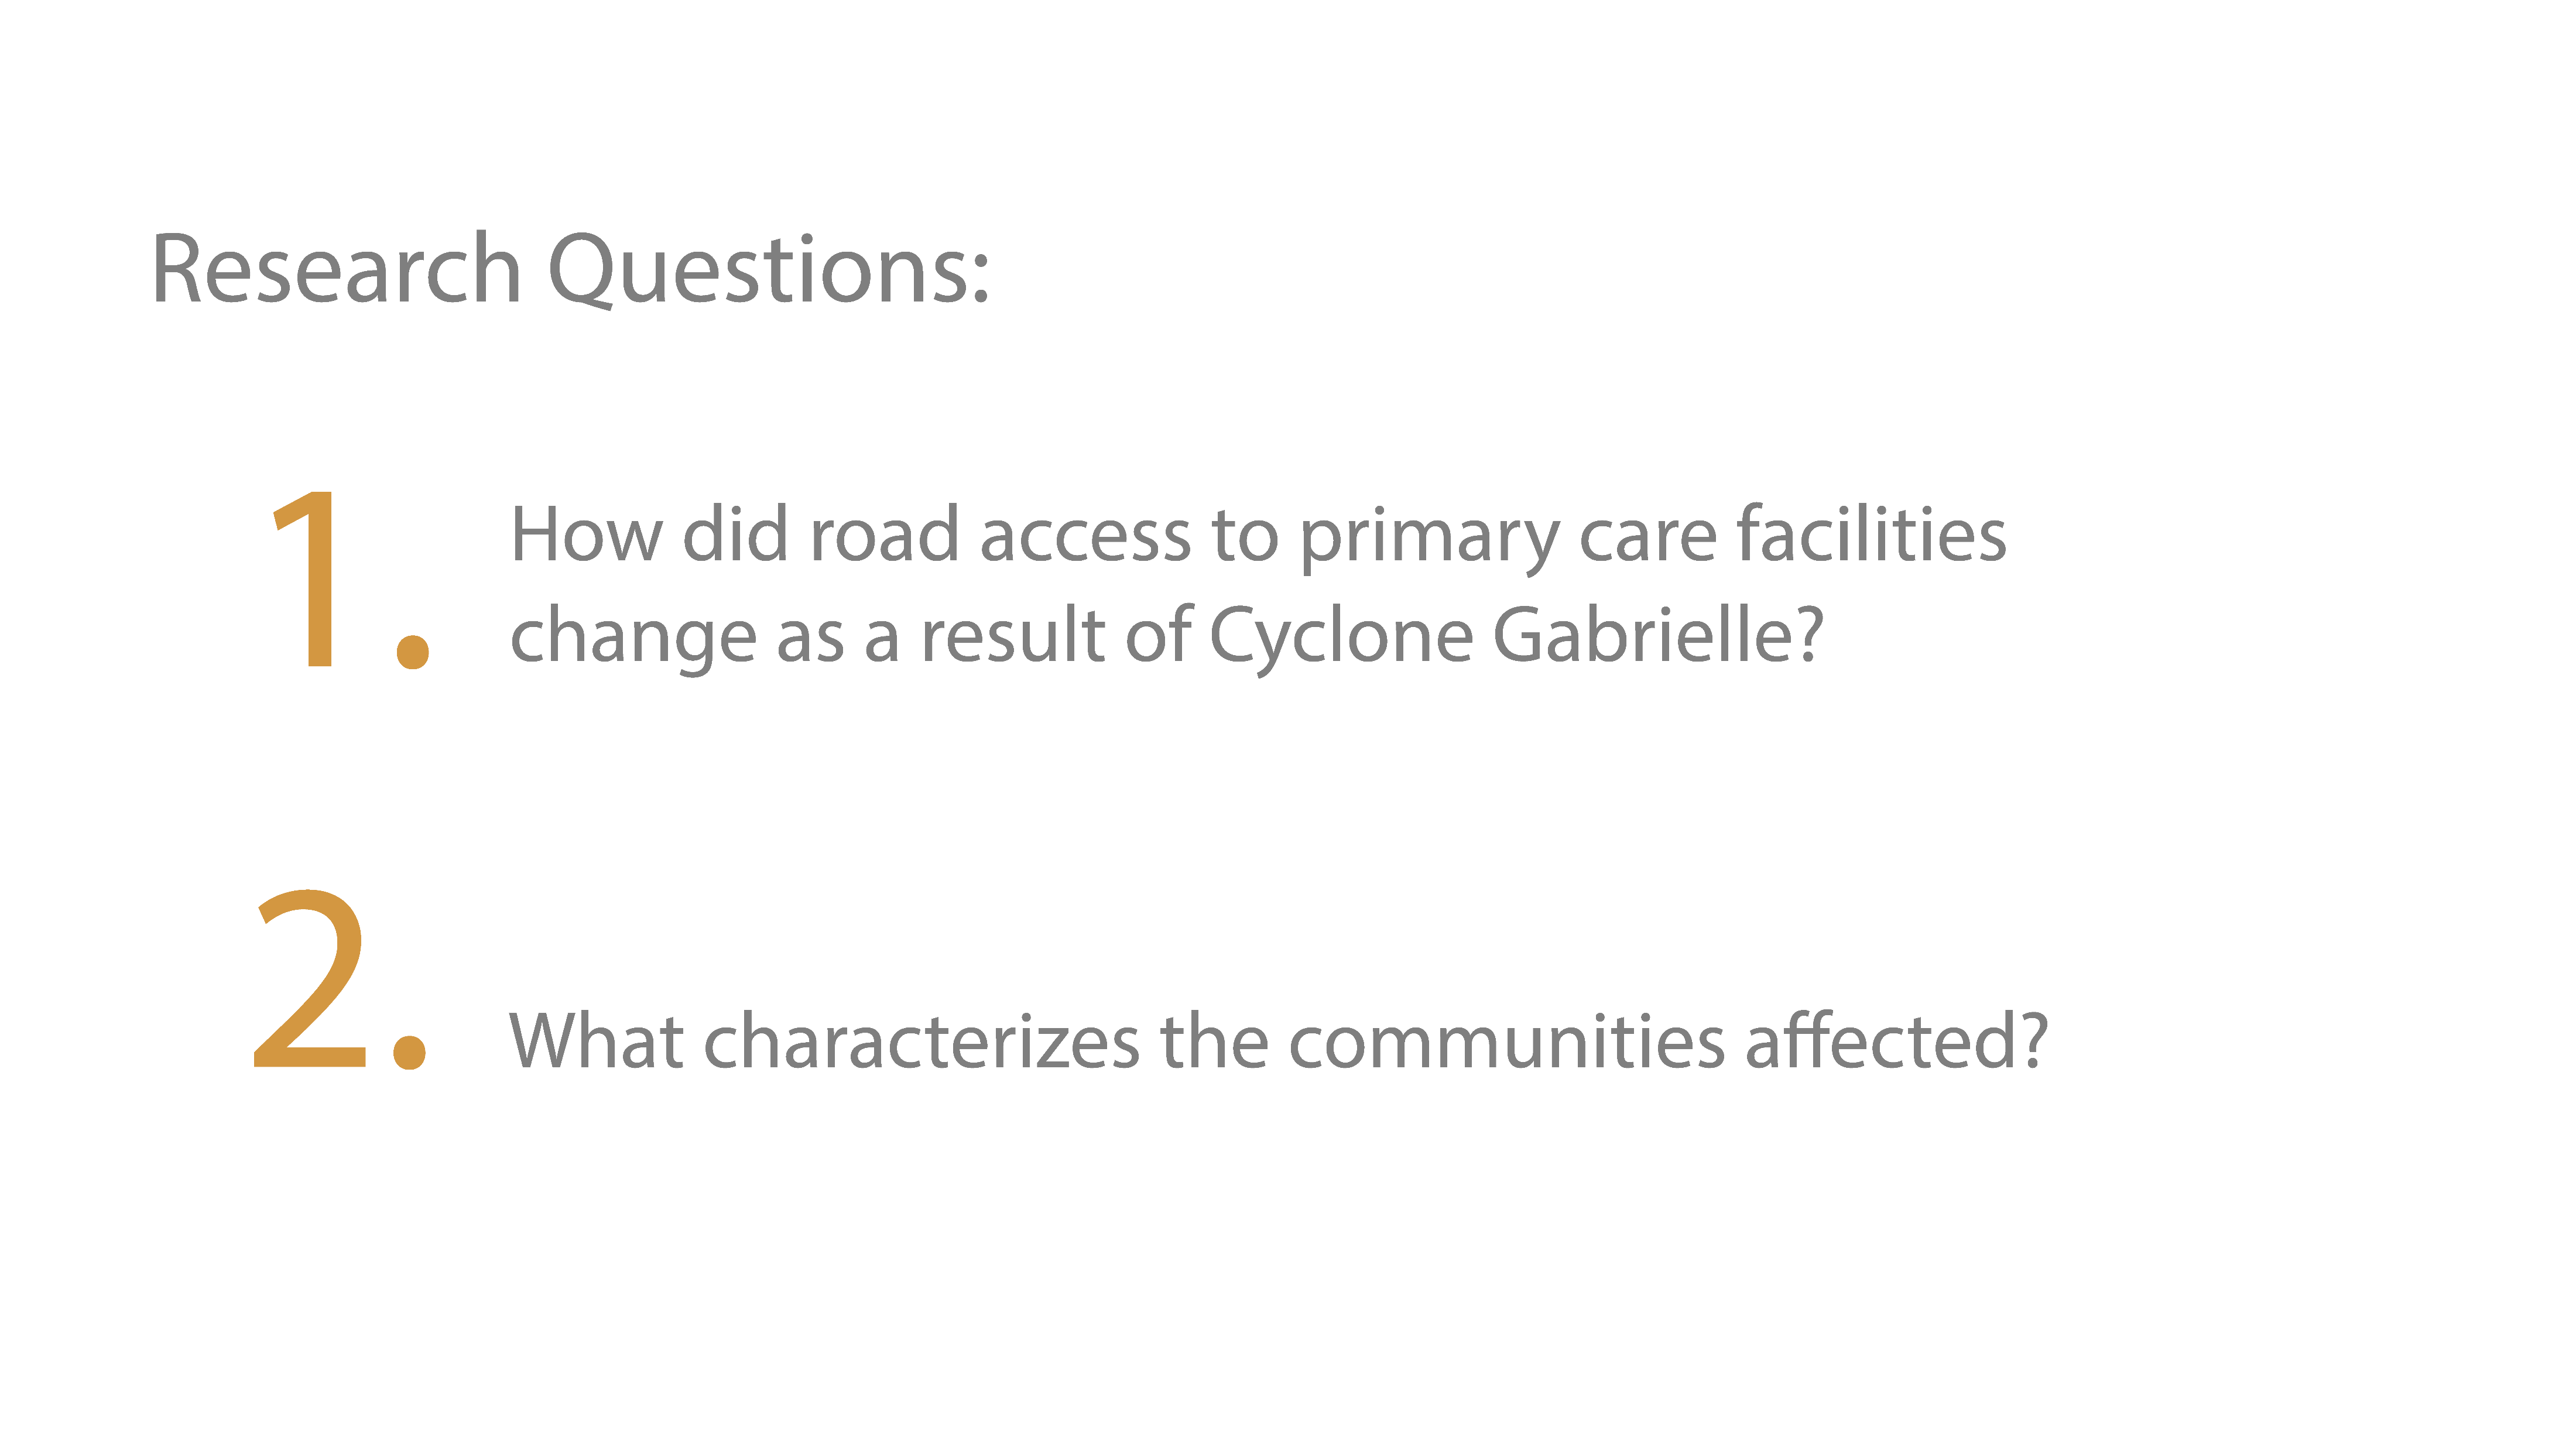 Research Questions:
1. How did road access to primary care facilities
change as a result of Cyclone Gabrielle?
2. What characterizes the communities affected?